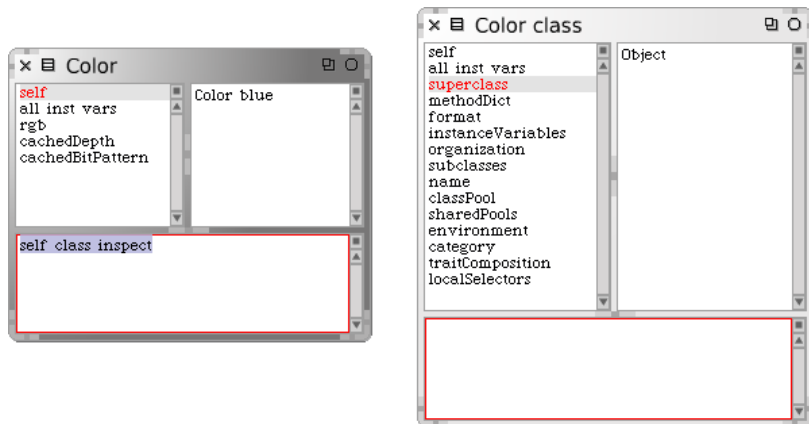 Color
self
all inst vars
rgb
cachedDepth
cachedBitPattern
Color blue
self class inspect
Color class
self
all inst vars
superclass
methodDict
format
instanceVariables
organization
subclasses
name
classPool
sharedPools
environment
category
traitComposition
localSelectors
Object